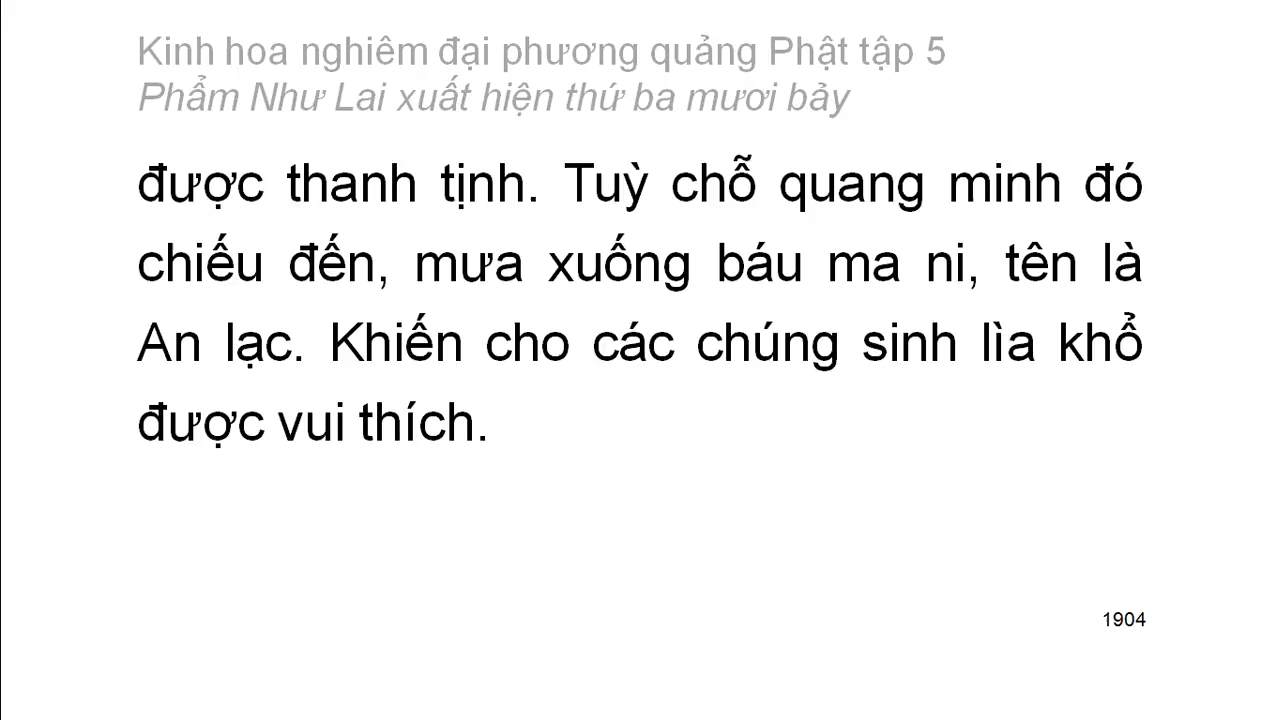 Kinh hoa nghiêm đại phương quảng Phật tập 5
Phẩm Như Lai xuất hiện thứ ba mươi bảy
được thanh tịnh. Tuỳ chỗ quang minh đó
chiếu đến, mưa xuống báu ma ni, tên là
An lạc. Khiến cho các chúng sinh lìa khổ
được vui thích.
1904